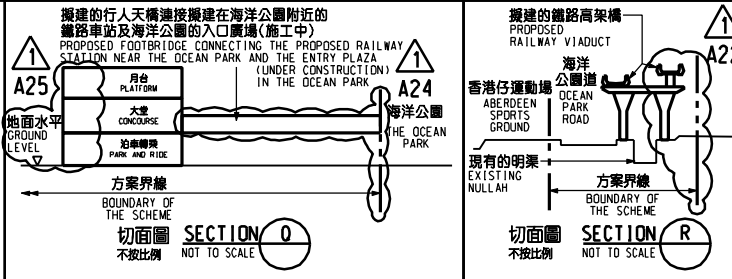 擬建的行人天橋連接擬建在海洋公園附近的
鐵路車站及海洋公園的入口廣場(施工中)
PROPOSED FOOTBRIDGE CONNECTING THE PROPOSED RAILWAY
STATION NEAR THE OCEAN PARK AND THE ENTRY PLAZA
(UNDER CONSTRUCTION)
IN THE OCEAN PARK
1
A25
1
A24
月台
PLATFORM
大堂
CONCOURSE
泊車轉乘
PARK AND RIDE
地面水平
GROUND
LEVEL
海洋公園
THE OCEAN
PARK
方案界線
BOUNDARY OF
THE SCHEME
切面圖
不按比例
SECTION
NOT TO SCALE
Q
擬建的鐵路高架橋
PROPOSED
RAILWAY VIADUCT
1
A22
海洋
公園道
OCEAN
PARK
ROAD
香港仔運動場
ABERDEEN
SPORTS
GROUND
現有的明渠
EXISTING
NULLAH
方案界線
BOUNDARY OF
THE SCHEME
切面圖
不按比例
SECTION
NOT TO SCALE
R